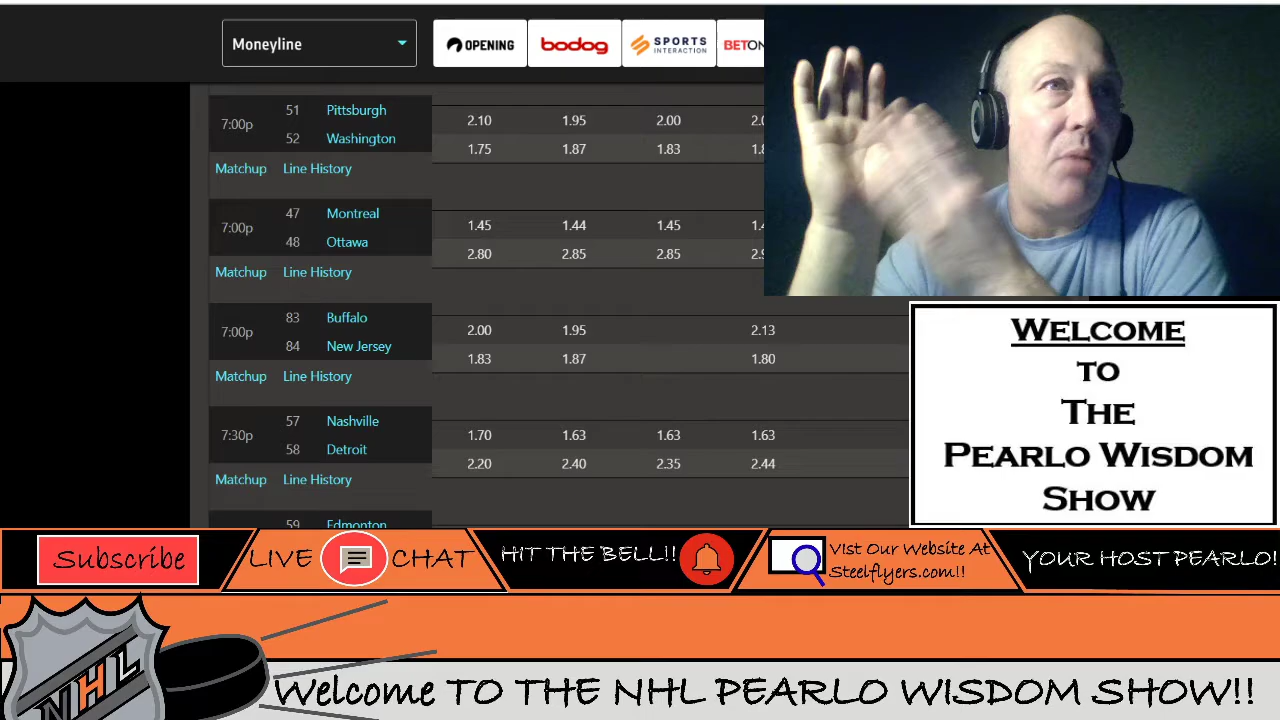 Moneyline
OPENING
bodog
SPORTS
INTERACTION
BETON
51 Pittsburgh
7:00p
52 Washington
2.10 1.95 2.00
1.75 1.87 1.83
Matchup Line History
47 Montreal
7:00p
48 Ottawa
1.45 1.44 1.45
2.80 2.85 2.85
Matchup Line History
83 Buffalo
7:00p
84 New Jersey
2.00 1.95 2.13
1.83 1.87 1.80
Matchup Line History
57 Nashville
7:30p
58 Detroit
1.70 1.63 1.63 1.63
2.20 2.40 2.35 2.44
Matchup Line History
59 Edmonton
WELCOME
TO
THE
PEARLO WISDOM
SHOW
Subscribe
LIVE CHAT
HIT THE BELL!!
VIst Our Website At
Steelflyers.com!!
YOUR HOST PEARLO!
NHL
Welcome TO THE NHL PEARLO WISDOM SHOW!!